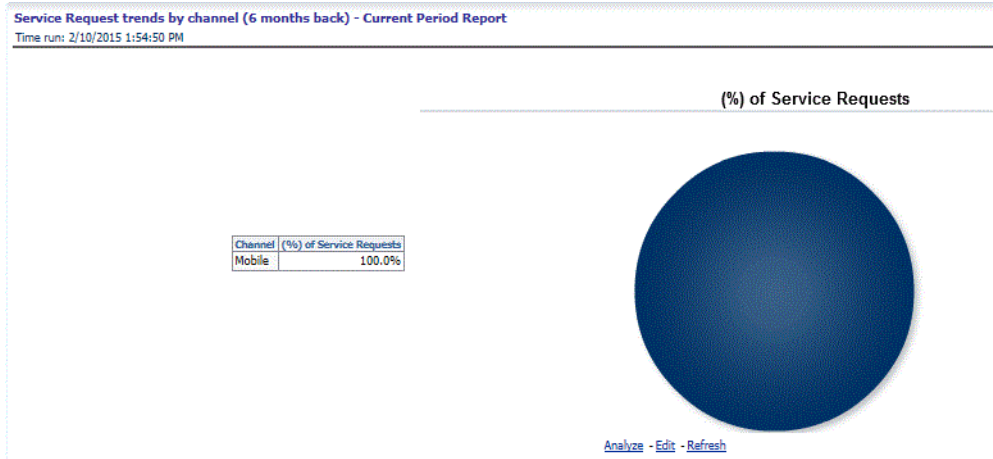 Service Request trends by channel (6 months back) - Current Period Report
Time run: 2/10/2015 1:54:50 PM
(%) of Service Requests
Channel (%) of Service Requests
Mobile 100.0%
Analyze - Edit - Refresh